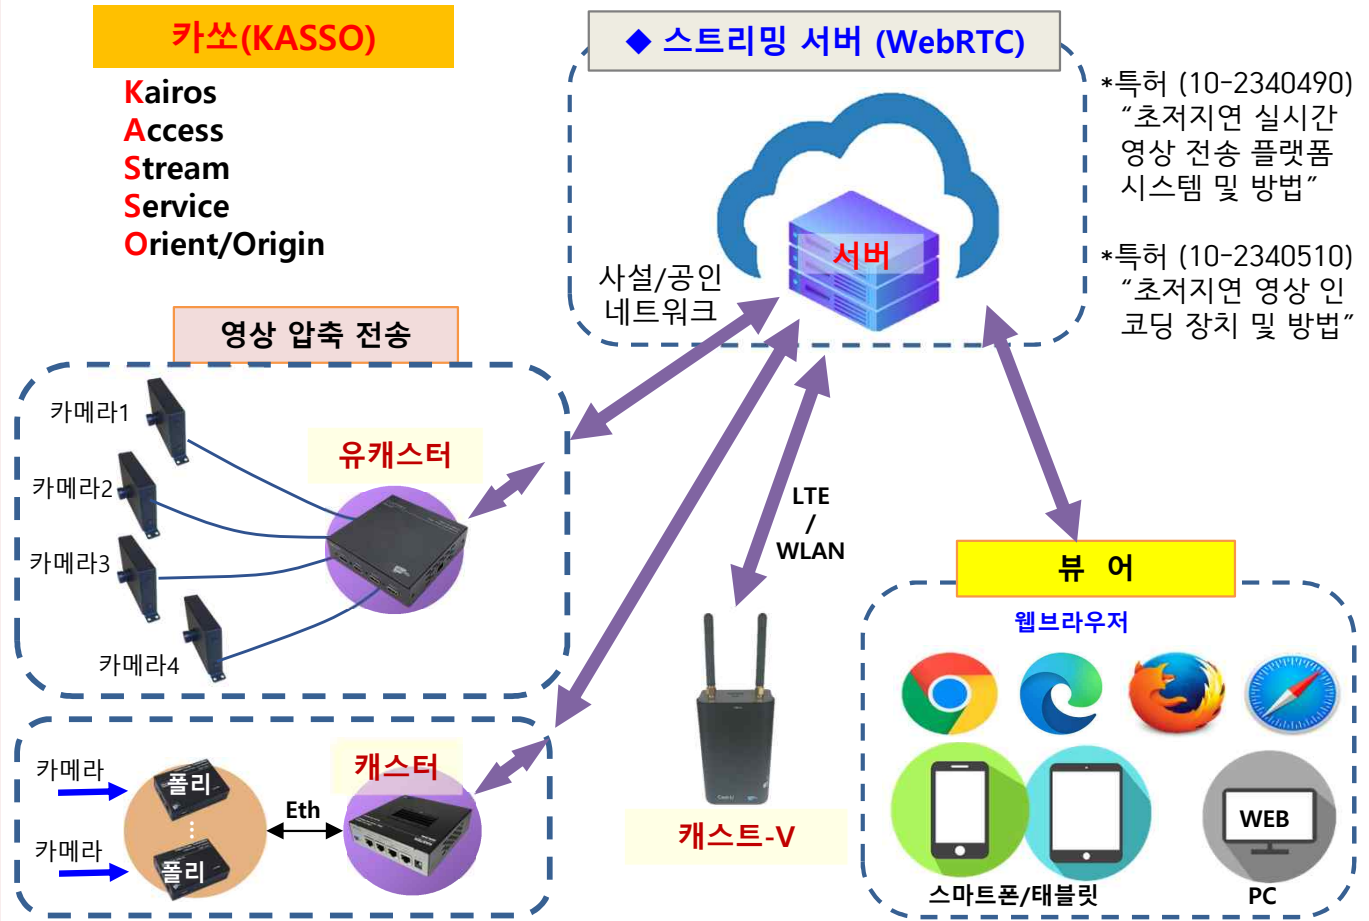 카쏘(KASSO)
Kairos
Access
Stream
Service
Orient/Origin
◆ 스트리밍 서버 (WebRTC)
서버
사설/공인
네트워크
*특허 (10-2340490)
“초저지연 실시간
영상 전송 플랫폼
시스템 및 방법”
*특허 (10-2340510)
“초저지연 영상 인
코딩 장치 및 방법”
영상 압축 전송
카메라1
카메라2
카메라3
카메라4
유캐스터
카메라
카메라
폴리
⋮
폴리
Eth
캐스터
LTE
/
WLAN
캐스트-V
뷰 어
웹브라우저
스마트폰/태블릿
WEB
PC